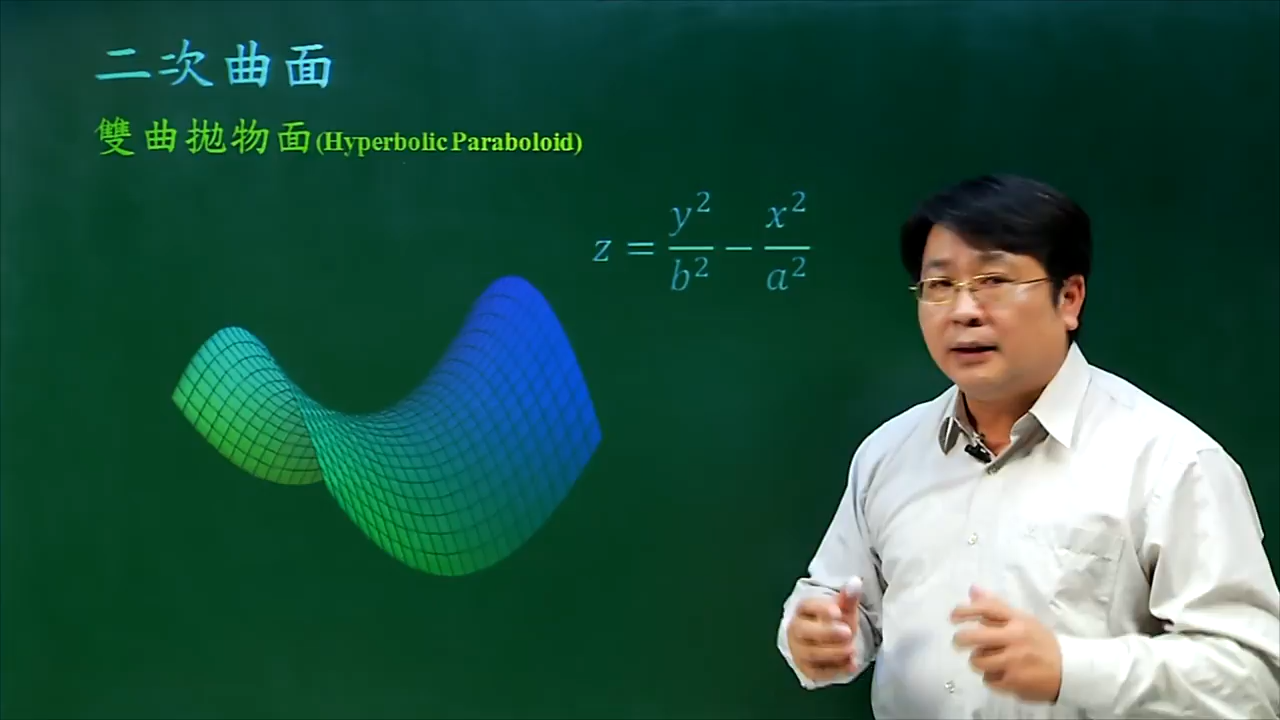 二次曲面
雙曲拋物面(Hyperbolic Paraboloid)
z = y²/b² − x²/a²